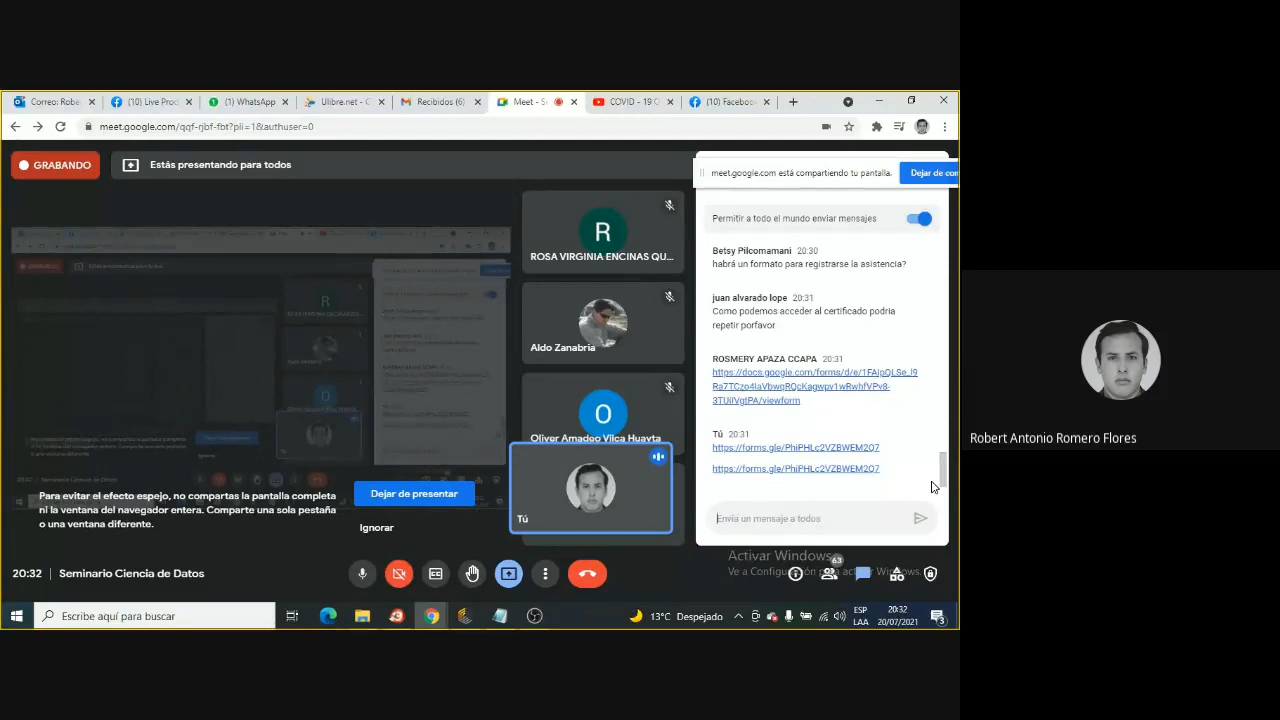 Correo: Robe
(10) Live Prod
(1) WhatsApp
Ulibre.net - C
Recibidos (6)
Meet - S
COVID - 19 C
(10) Facebook
meet.google.com/qqf-rjbf-fbt?pli=1&authuser=0
GRABANDO
Estás presentando para todos
meet.google.com está compartiendo tu pantalla.
Dejar de com
Permitir a todo el mundo enviar mensajes
Betsy Pilcomamani 20:30
habrá un formato para registrarse la asistencia?
juan alvarado lope 20:31
Como podemos acceder al certificado podria
repetir porfavor
ROSMERY APAZA CCAPA 20:31
https://docs.google.com/forms/d/e/1FAIpQLSe_I9
Ra7TCzo4IaVbwqRQcKagwpv1wRwhfVPv8-
3TUiIVgtPA/viewform
Tú 20:31
https://forms.gle/PhiPHLc2VZBWEM2Q7
https://forms.gle/PhiPHLc2VZBWEM2Q7
Envía un mensaje a todos
R
ROSA VIRGINIA ENCINAS QU...
Aldo Zanabria
O
Oliver Amadeo Vilca Huayta
Tú
Para evitar el efecto espejo, no compartas la pantalla completa
ni la ventana del navegador entera. Comparte una sola pestaña
o una ventana diferente.
Dejar de presentar
Ignorar
Activar Windows
Ve a Configuración para activar Windows.
20:32 | Seminario Ciencia de Datos
63
Escribe aquí para buscar
13°C Despejado
ESP
LAA
20:32
20/07/2021
3
Robert Antonio Romero Flores